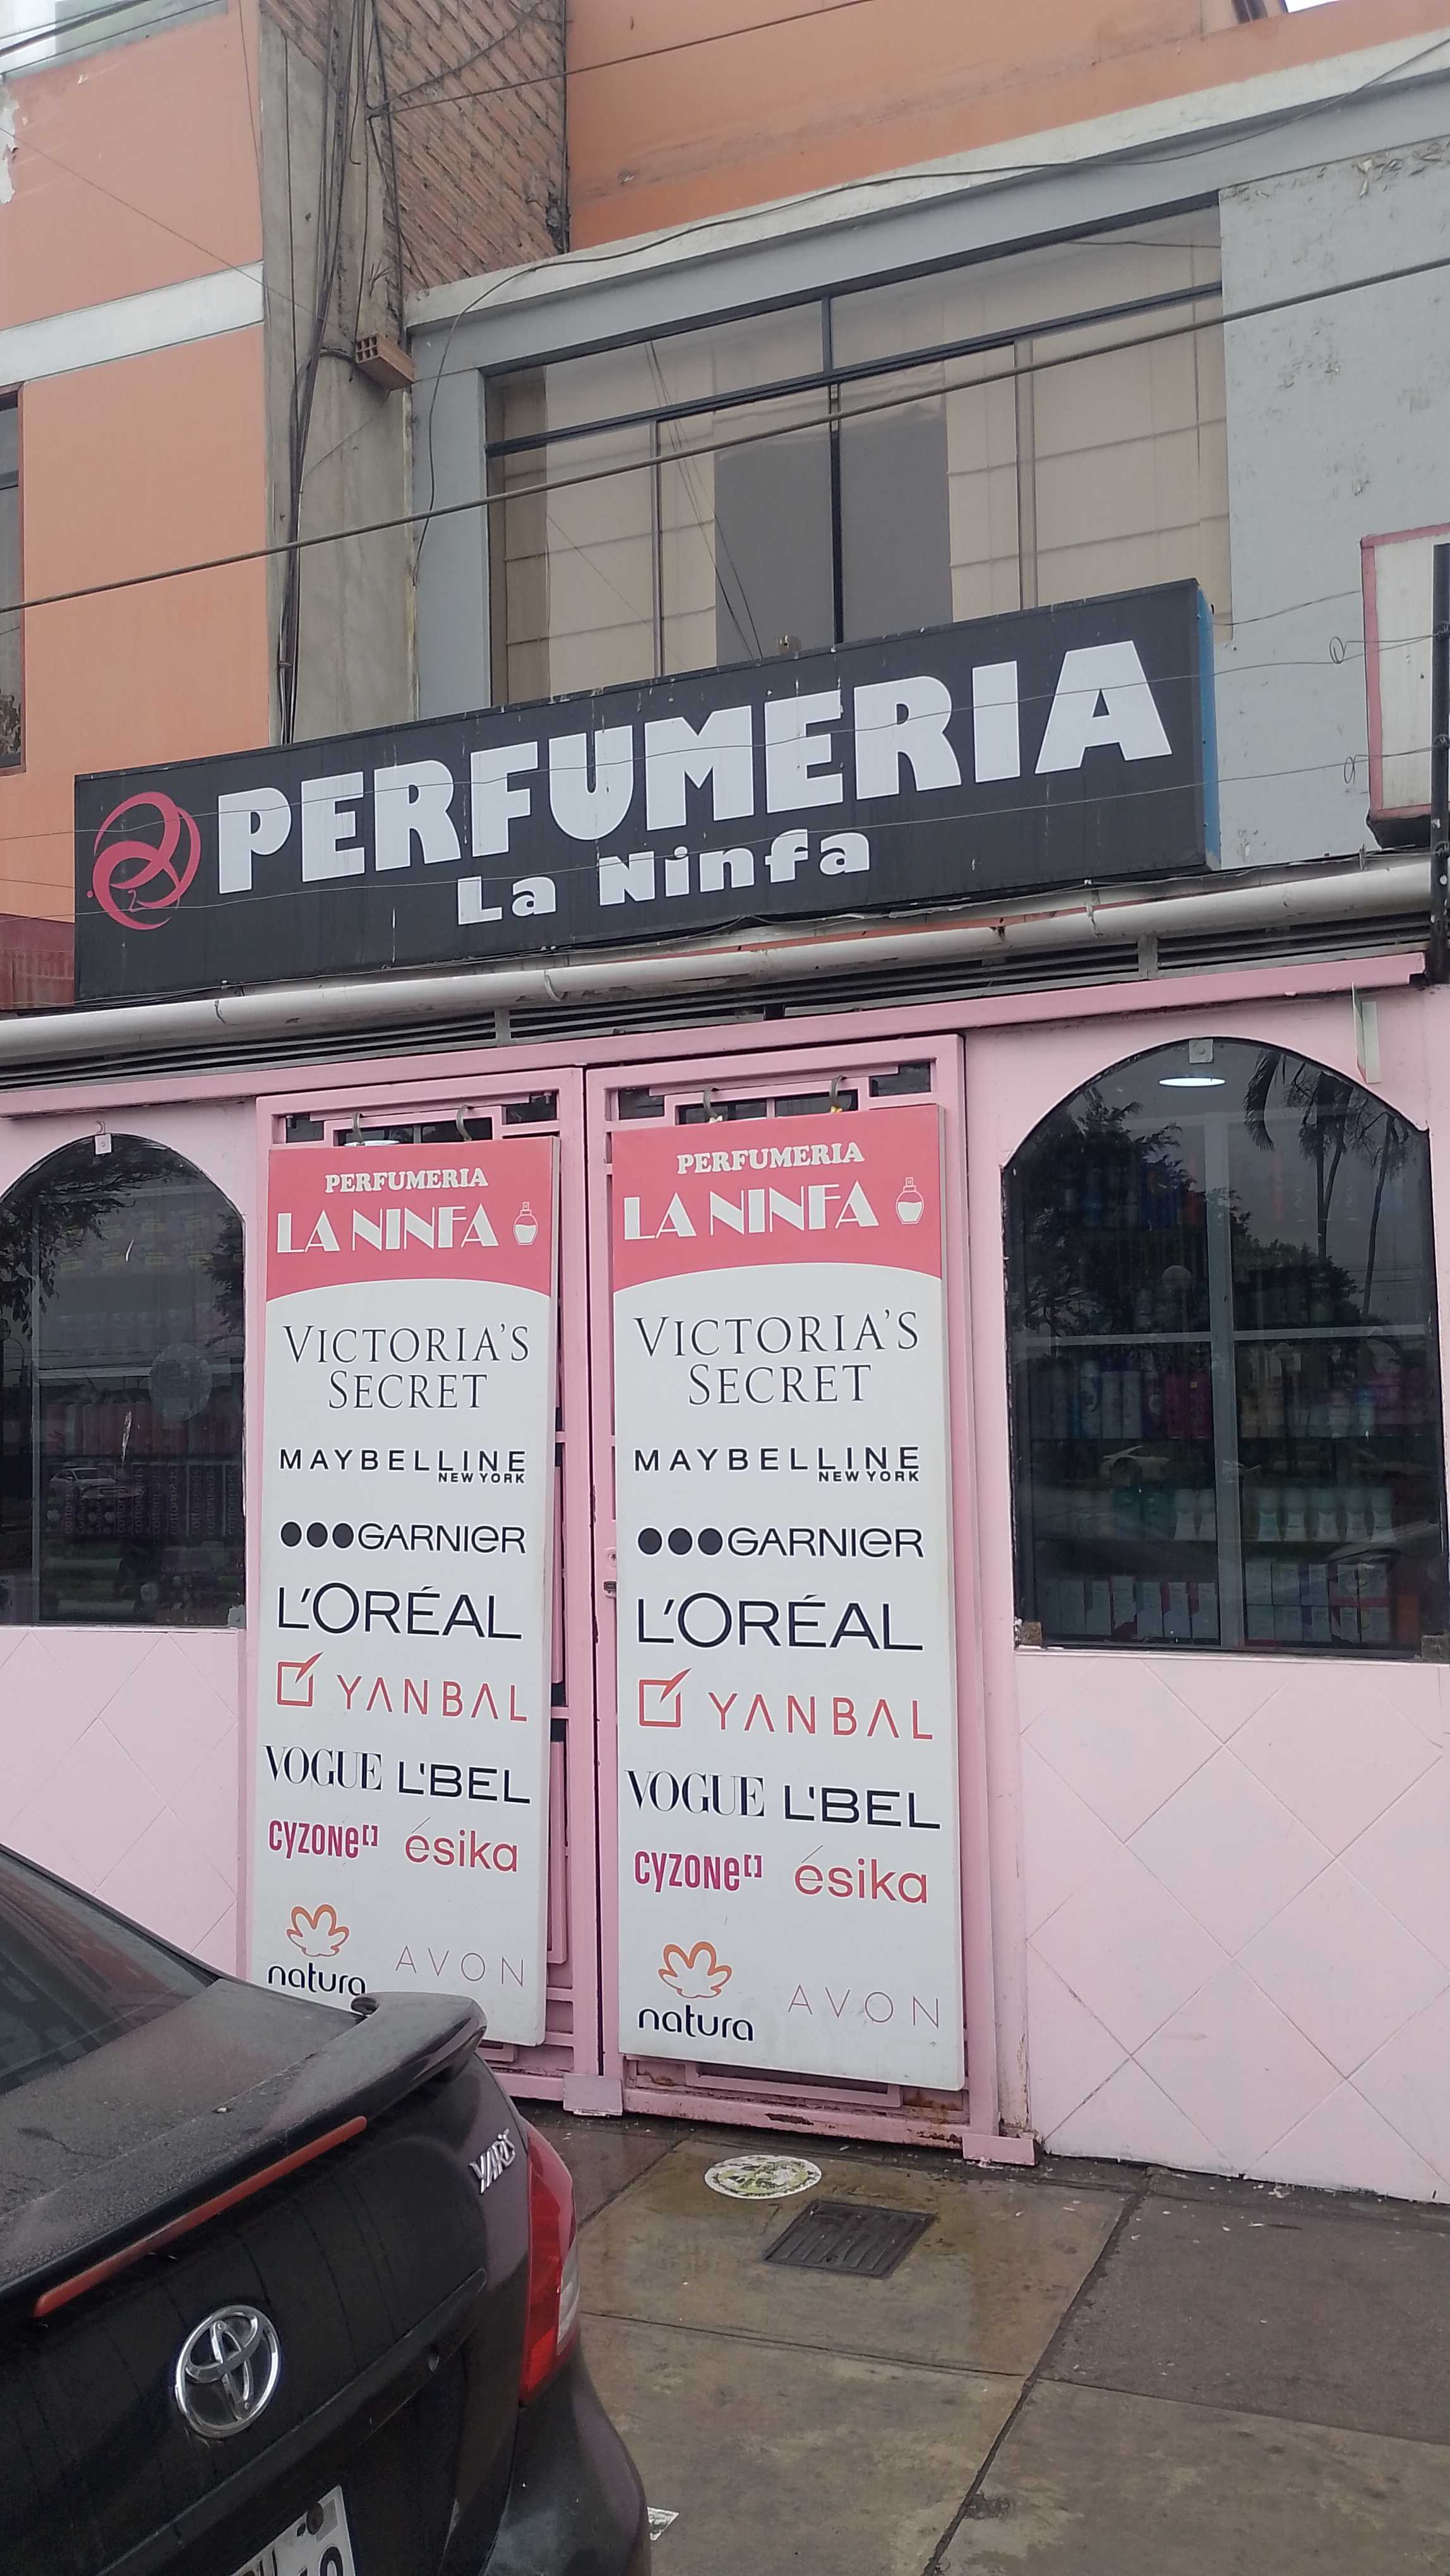 PERFUMERIA
La Ninfa
PERFUMERIA
LA NINFA
VICTORIA'S
SECRET
MAYBELLINE
NEW YORK
GARNIER
L'ORÉAL
YANBAL
VOGUE L'BEL
CYZONE[] ésika
natura AVON
PERFUMERIA
LA NINFA
VICTORIA'S
SECRET
MAYBELLINE
NEW YORK
GARNIER
L'ORÉAL
YANBAL
VOGUE L'BEL
CYZONE[] ésika
natura AVON
YARIS